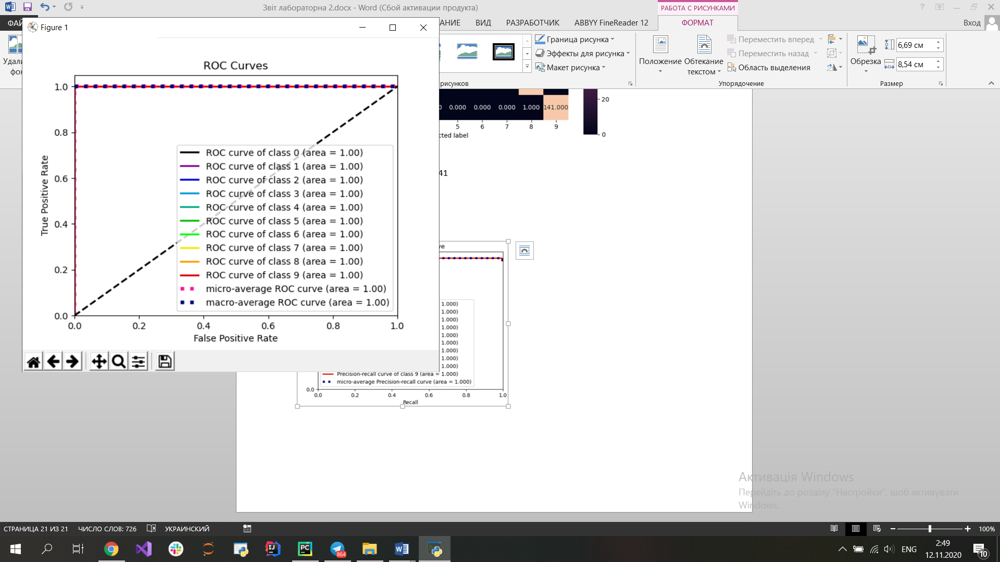 Звіт лабораторна 2.docx - Word (Сбой активации продукта)
РАБОТА С РИСУНКАМИ
ФАЙ
АНИЕ ВИД РАЗРАБОТЧИК ABBYY FineReader 12 ФОРМАТ Вход
Figure 1
Удали
фон
Граница рисунка
Эффекты для рисунка
Макет рисунка
рисунков
Положение
Обтекание
текстом
Переместить вперед
Переместить назад
Область выделения
Упорядочение
Обрезка
6,69 см
8,54 см
Размер
ROC Curves
1.0
0.8
0.6
0.4
0.2
0.0
True Positive Rate
ROC curve of class 0 (area = 1.00)
ROC curve of class 1 (area = 1.00)
ROC curve of class 2 (area = 1.00)
ROC curve of class 3 (area = 1.00)
ROC curve of class 4 (area = 1.00)
ROC curve of class 5 (area = 1.00)
ROC curve of class 6 (area = 1.00)
ROC curve of class 7 (area = 1.00)
ROC curve of class 8 (area = 1.00)
ROC curve of class 9 (area = 1.00)
micro-average ROC curve (area = 1.00)
macro-average ROC curve (area = 1.00)
0.0 0.2 0.4 0.6 0.8 1.0
False Positive Rate
0 0.000 0.000 0.000 1.000 141.000
5 6 7 8 9
cted label
20
0
41
ve
1.000)
1.000)
1.000)
1.000)
1.000)
1.000)
1.000)
1.000)
1.000)
Precision-recall curve of class 9 (area = 1.000)
micro-average Precision-recall curve (area = 1.000)
0.0
0.0 0.2 0.4 0.6 0.8 1.0
Recall
Активація Windows
Перейдіть до розділу "Настройки", щоб активувати
Windows.
СТРАНИЦА 21 ИЗ 21 ЧИСЛО СЛОВ: 726 УКРАИНСКИЙ 100%
864
ENG
2:49
12.11.2020
10